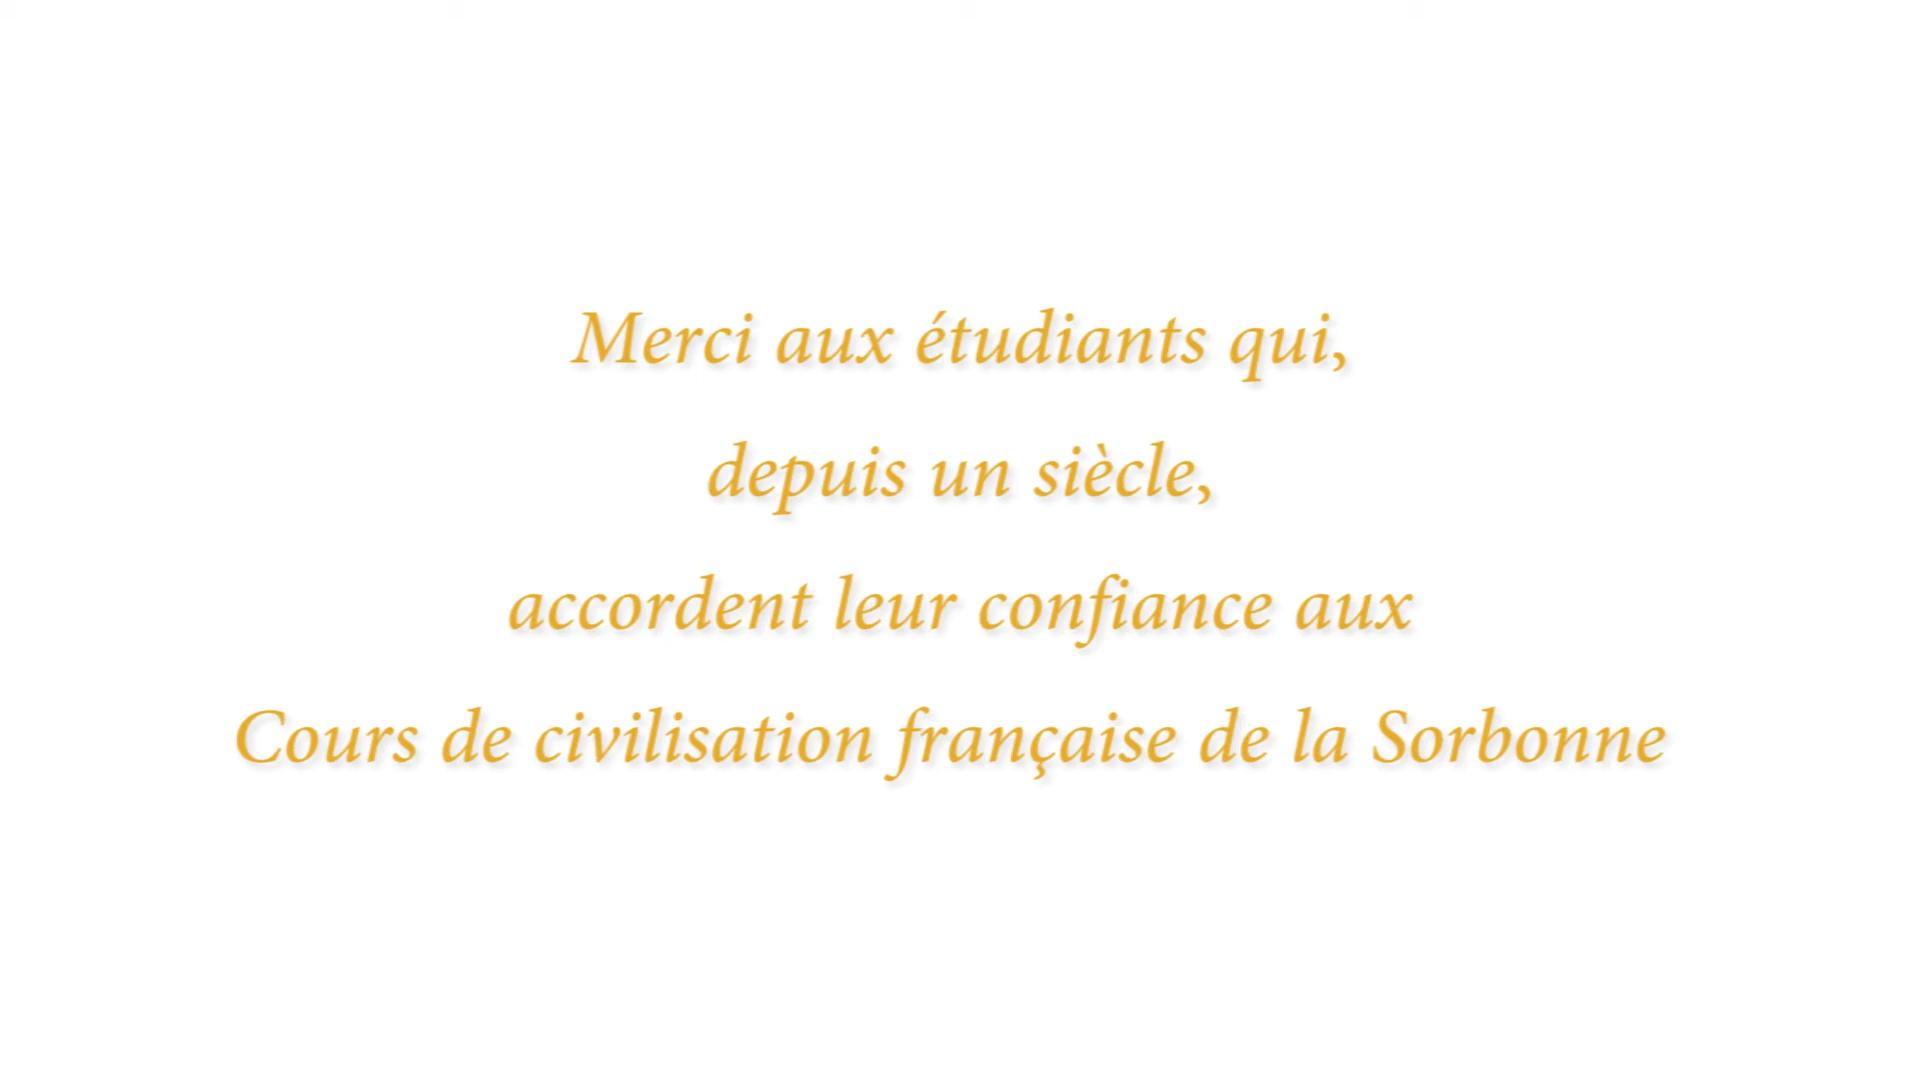 Merci aux étudiants qui,
depuis un siècle,
accordent leur confiance aux
Cours de civilisation française de la Sorbonne